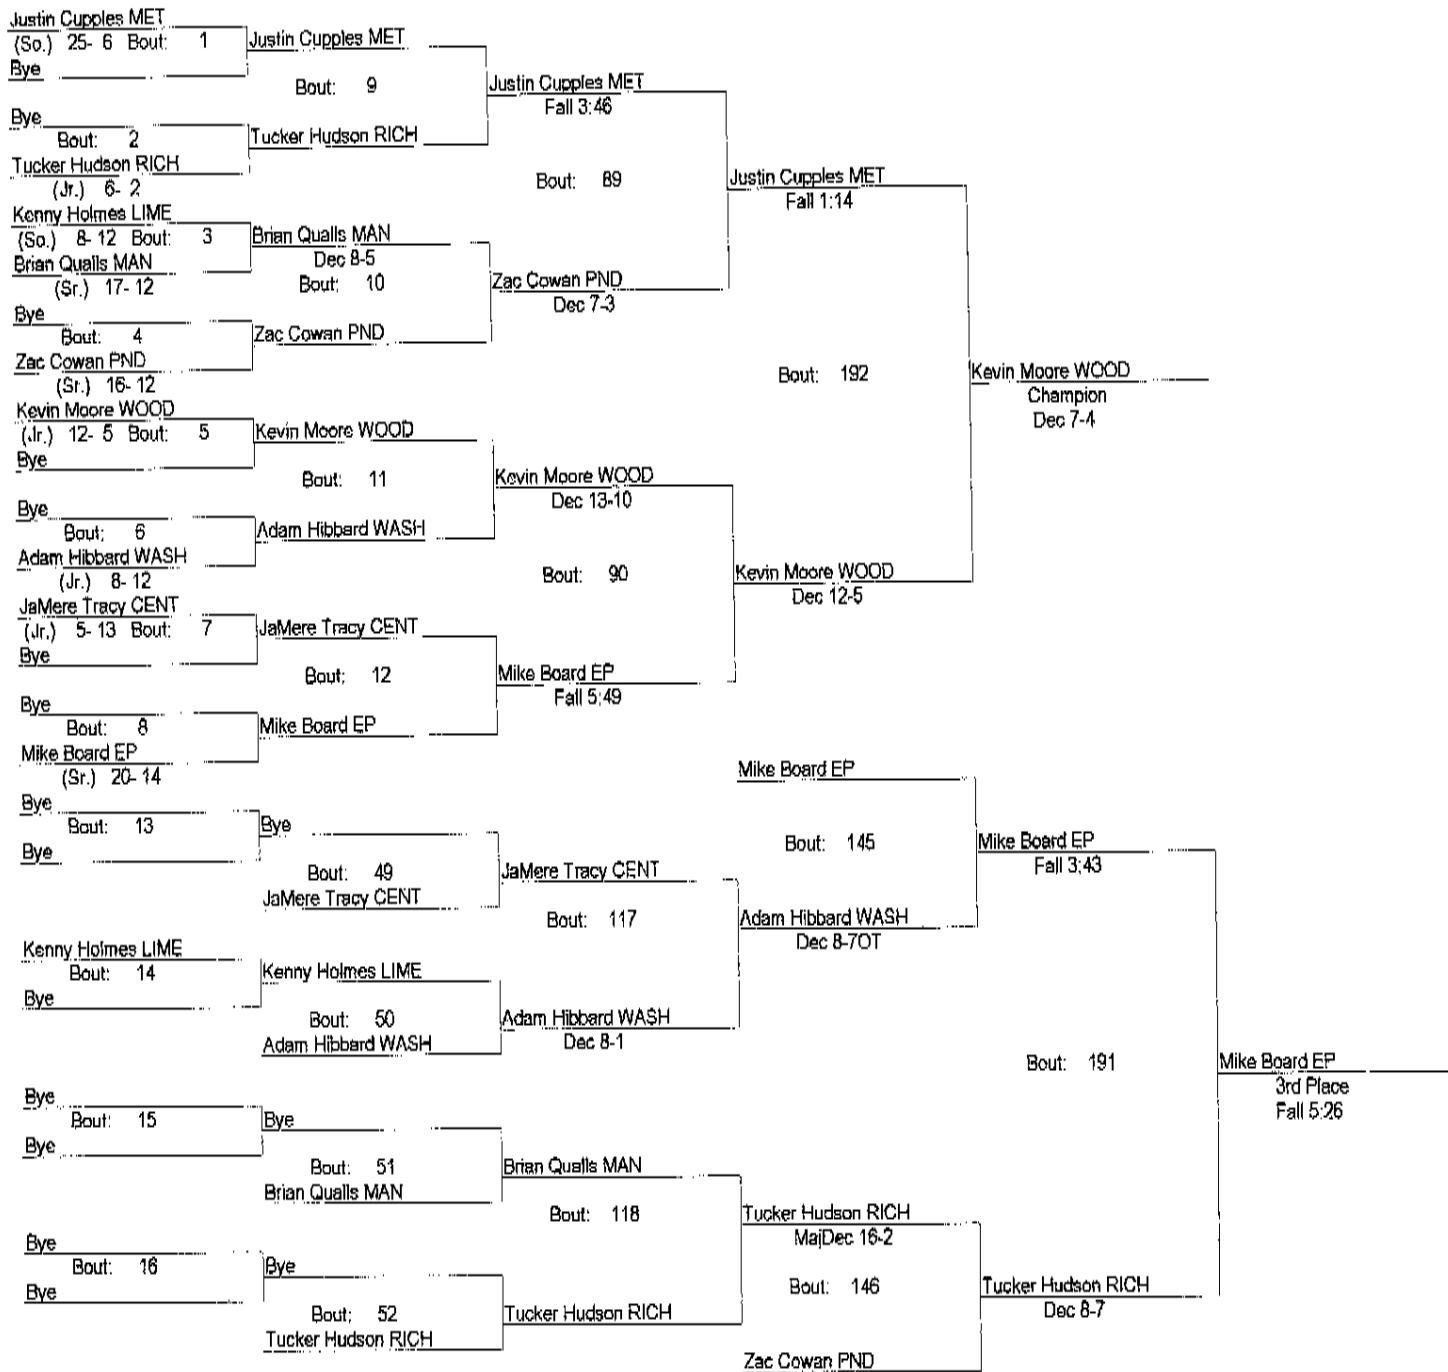 Justin Cupples MET
(So.) 25- 6 Bout: 1
Bye
Justin Cupples MET
Bout: 9
Justin Cupples MET
Fall 3:46
Bye
Bout: 2
Tucker Hudson RICH
Tucker Hudson RICH
(Jr.) 6- 2
Bout: 89
Justin Cupples MET
Fall 1:14
Kenny Holmes LIME
(So.) 8- 12 Bout: 3
Brian Qualls MAN
(Sr.) 17- 12
Brian Qualls MAN
Dec 8-5
Bout: 10
Zac Cowan PND
Dec 7-3
Bye
Bout: 4
Zac Cowan PND
(Sr.) 16- 12
Zac Cowan PND
Bout: 192
Kevin Moore WOOD
Champion
Dec 7-4
Kevin Moore WOOD
(Jr.) 12- 5 Bout: 5
Bye
Kevin Moore WOOD
Bout: 11
Kevin Moore WOOD
Dec 13-10
Bye
Bout: 6
Adam Hibbard WASH
(Jr.) 8- 12
Adam Hibbard WASH
Bout: 90
Kevin Moore WOOD
Dec 12-5
JaMere Tracy CENT
(Jr.) 5- 13 Bout: 7
Bye
JaMere Tracy CENT
Bout: 12
Mike Board EP
Fall 5:49
Bye
Bout: 8
Mike Board EP
(Sr.) 20- 14
Mike Board EP
Mike Board EP
Bye
Bout: 13
Bye
Bye
Bout: 49
JaMere Tracy CENT
JaMere Tracy CENT
Bout: 145
Mike Board EP
Fall 3:43
Bout: 117
Adam Hibbard WASH
Dec 8-7OT
Kenny Holmes LIME
Bout: 14
Bye
Kenny Holmes LIME
Bout: 50
Adam Hibbard WASH
Adam Hibbard WASH
Dec 8-1
Bout: 191
Mike Board EP
3rd Place
Fall 5:26
Bye
Bout: 15
Bye
Bye
Bout: 51
Brian Qualls MAN
Brian Qualls MAN
Bout: 118
Tucker Hudson RICH
MajDec 16-2
Bye
Bout: 16
Bye
Bye
Bout: 52
Tucker Hudson RICH
Tucker Hudson RICH
Bout: 146
Tucker Hudson RICH
Dec 8-7
Zac Cowan PND